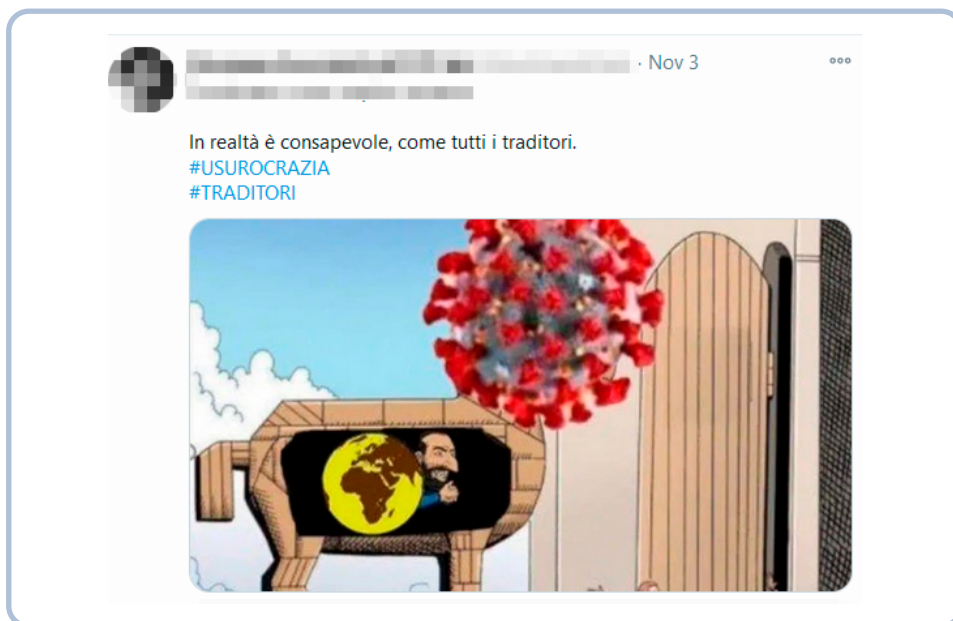 · Nov 3
In realtà è consapevole, come tutti i traditori.
#USUROCRAZIA
#TRADITORI